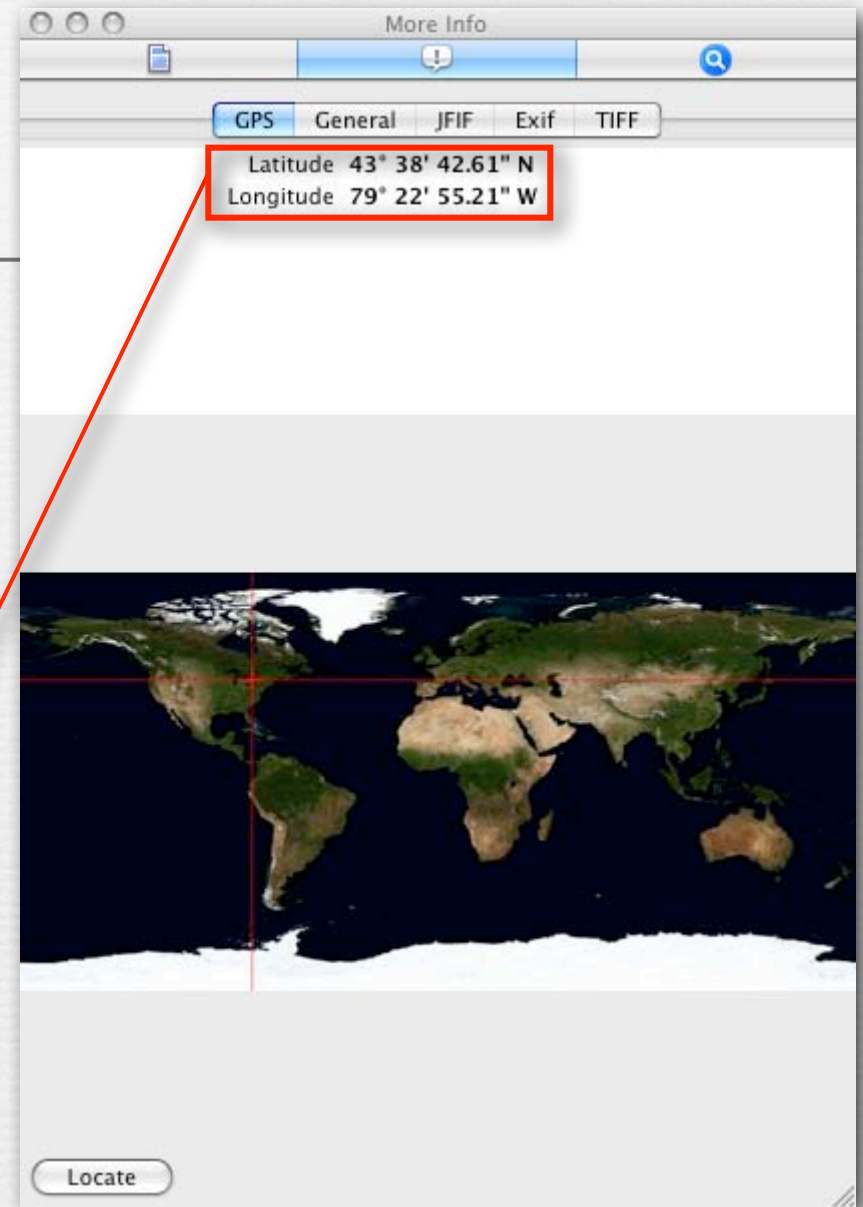 More Info
GPS General JFIF Exif TIFF
Latitude 43° 38' 42.61" N
Longitude 79° 22' 55.21" W
Locate